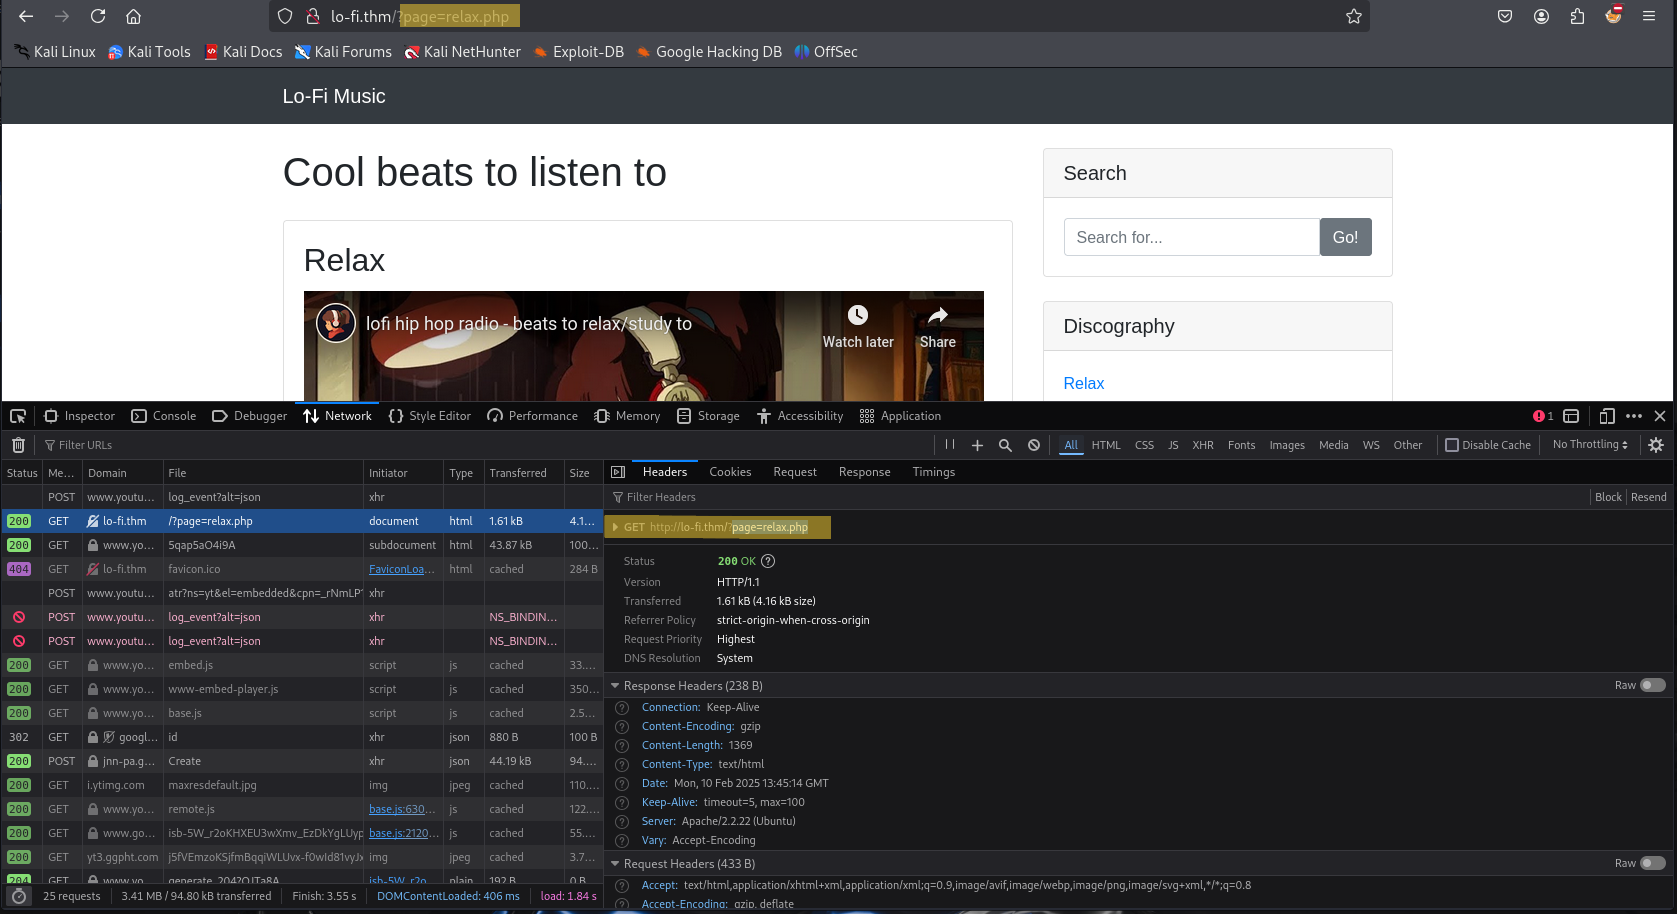 lo-fi.thm/?page=relax.php
Kali Linux Kali Tools Kali Docs Kali Forums Kali NetHunter Exploit-DB Google Hacking DB OffSec
Lo-Fi Music
Cool beats to listen to
Relax
lofi hip hop radio - beats to relax/study to
Watch later Share
Search
Search for... Go!
Discography
Relax
Inspector Console Debugger Network Style Editor Performance Memory Storage Accessibility Application 1
Filter URLs All HTML CSS JS XHR Fonts Images Media WS Other Disable Cache No Throttling
Status Me... Domain File Initiator Type Transferred Size
POST www.youtu... log_event?alt=json xhr
200 GET lo-fi.thm /?page=relax.php document html 1.61 kB 4.1...
200 GET www.yo... 5qap5aO4i9A subdocument html 43.87 kB 100...
404 GET lo-fi.thm favicon.ico FaviconLoa... html cached 284 B
POST www.youtu... atr?ns=yt&el=embedded&cpn=_rNmLP xhr
POST www.youtu... log_event?alt=json xhr NS_BINDIN...
POST www.youtu... log_event?alt=json xhr NS_BINDIN...
200 GET www.yo... embed.js script js cached 33....
200 GET www.yo... www-embed-player.js script js cached 350...
200 GET www.yo... base.js script js cached 2.5...
302 GET googl... id xhr json 880 B 100 B
200 POST jnn-pa.g... Create xhr json 44.19 kB 94....
200 GET i.ytimg.com maxresdefault.jpg img jpeg cached 110...
200 GET www.yo... remote.js base.js:630... js cached 122...
200 GET www.go... isb-5W_r2oKHXEU3wXmv_EzDkYgLUyp base.js:2120... js cached 55....
200 GET yt3.ggpht.com j5fVEmzoKSjfmBqqiWLUvx-f0wId81vyJx img jpeg cached 3.7...
204 GET www.yo... generate_204?OJTa8A isb-5W_r2o... plain 192 B 0 B
25 requests 3.41 MB / 94.80 kB transferred Finish: 3.55 s DOMContentLoaded: 406 ms load: 1.84 s
Headers Cookies Request Response Timings
Filter Headers Block Resend
GET http://lo-fi.thm/?page=relax.php
Status 200 OK
Version HTTP/1.1
Transferred 1.61 kB (4.16 kB size)
Referrer Policy strict-origin-when-cross-origin
Request Priority Highest
DNS Resolution System
Response Headers (238 B) Raw
Connection: Keep-Alive
Content-Encoding: gzip
Content-Length: 1369
Content-Type: text/html
Date: Mon, 10 Feb 2025 13:45:14 GMT
Keep-Alive: timeout=5, max=100
Server: Apache/2.2.22 (Ubuntu)
Vary: Accept-Encoding
Request Headers (433 B) Raw
Accept: text/html,application/xhtml+xml,application/xml;q=0.9,image/avif,image/webp,image/png,image/svg+xml,*/*;q=0.8
Accept-Encoding: gzip, deflate